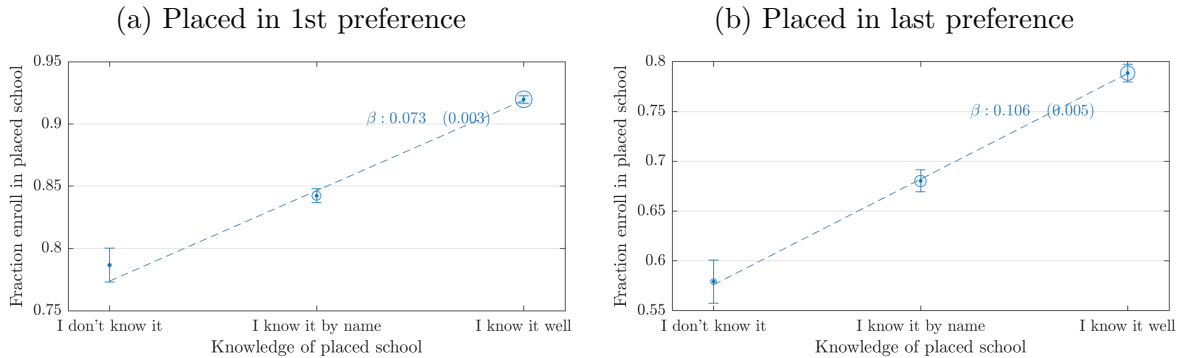 (a) Placed in 1st preference
Fraction enroll in placed school
0.95
0.9
0.85
0.8
0.75
β : 0.073 (0.003)
I don't know it
I know it by name
I know it well
Knowledge of placed school
(b) Placed in last preference
Fraction enroll in placed school
0.8
0.75
0.7
0.65
0.6
0.55
β : 0.106 (0.005)
I don't know it
I know it by name
I know it well
Knowledge of placed school